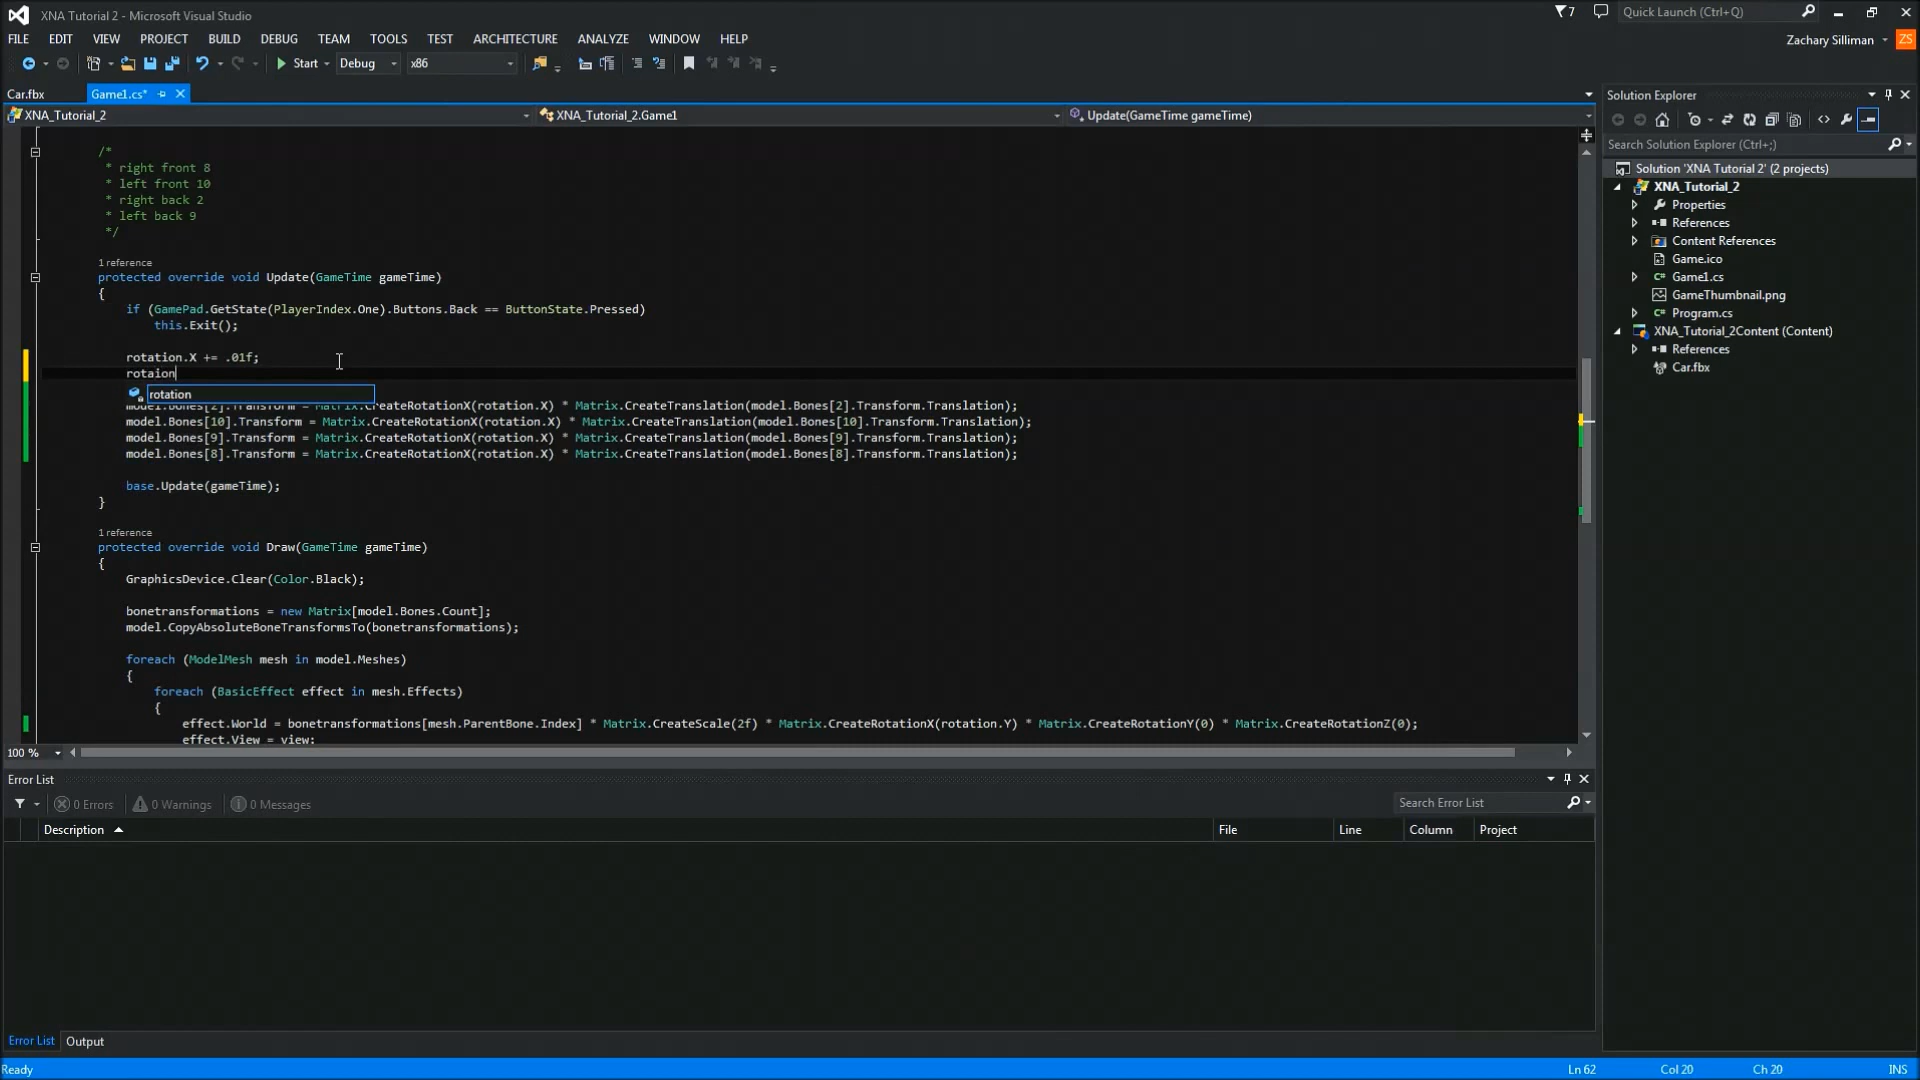 XNA Tutorial 2 - Microsoft Visual Studio
7
Quick Launch (Ctrl+Q)
FILE EDIT VIEW PROJECT BUILD DEBUG TEAM TOOLS TEST ARCHITECTURE ANALYZE WINDOW HELP
Zachary Silliman ZS
Start Debug x86
Car.fbx Game1.cs*
XNA_Tutorial_2 XNA_Tutorial_2.Game1 Update(GameTime gameTime)
/*
* right front 8
* left front 10
* right back 2
* left back 9
*/
1 reference
protected override void Update(GameTime gameTime)
{
if (GamePad.GetState(PlayerIndex.One).Buttons.Back == ButtonState.Pressed)
this.Exit();
rotation.X += .01f;
rotaion
rotation
model.Bones[2].Transform = Matrix.CreateRotationX(rotation.X) * Matrix.CreateTranslation(model.Bones[2].Transform.Translation);
model.Bones[10].Transform = Matrix.CreateRotationX(rotation.X) * Matrix.CreateTranslation(model.Bones[10].Transform.Translation);
model.Bones[9].Transform = Matrix.CreateRotationX(rotation.X) * Matrix.CreateTranslation(model.Bones[9].Transform.Translation);
model.Bones[8].Transform = Matrix.CreateRotationX(rotation.X) * Matrix.CreateTranslation(model.Bones[8].Transform.Translation);
base.Update(gameTime);
}
1 reference
protected override void Draw(GameTime gameTime)
{
GraphicsDevice.Clear(Color.Black);
bonetransformations = new Matrix[model.Bones.Count];
model.CopyAbsoluteBoneTransformsTo(bonetransformations);
foreach (ModelMesh mesh in model.Meshes)
{
foreach (BasicEffect effect in mesh.Effects)
{
effect.World = bonetransformations[mesh.ParentBone.Index] * Matrix.CreateScale(2f) * Matrix.CreateRotationX(rotation.Y) * Matrix.CreateRotationY(0) * Matrix.CreateRotationZ(0);
effect.View = view;
100 %
Error List
0 Errors 0 Warnings 0 Messages
Search Error List
Description File Line Column Project
Error List Output
Solution Explorer
Search Solution Explorer (Ctrl+;)
Solution 'XNA Tutorial 2' (2 projects)
XNA_Tutorial_2
Properties
References
Content References
Game.ico
Game1.cs
GameThumbnail.png
Program.cs
XNA_Tutorial_2Content (Content)
References
Car.fbx
Ready Ln 62 Col 20 Ch 20 INS